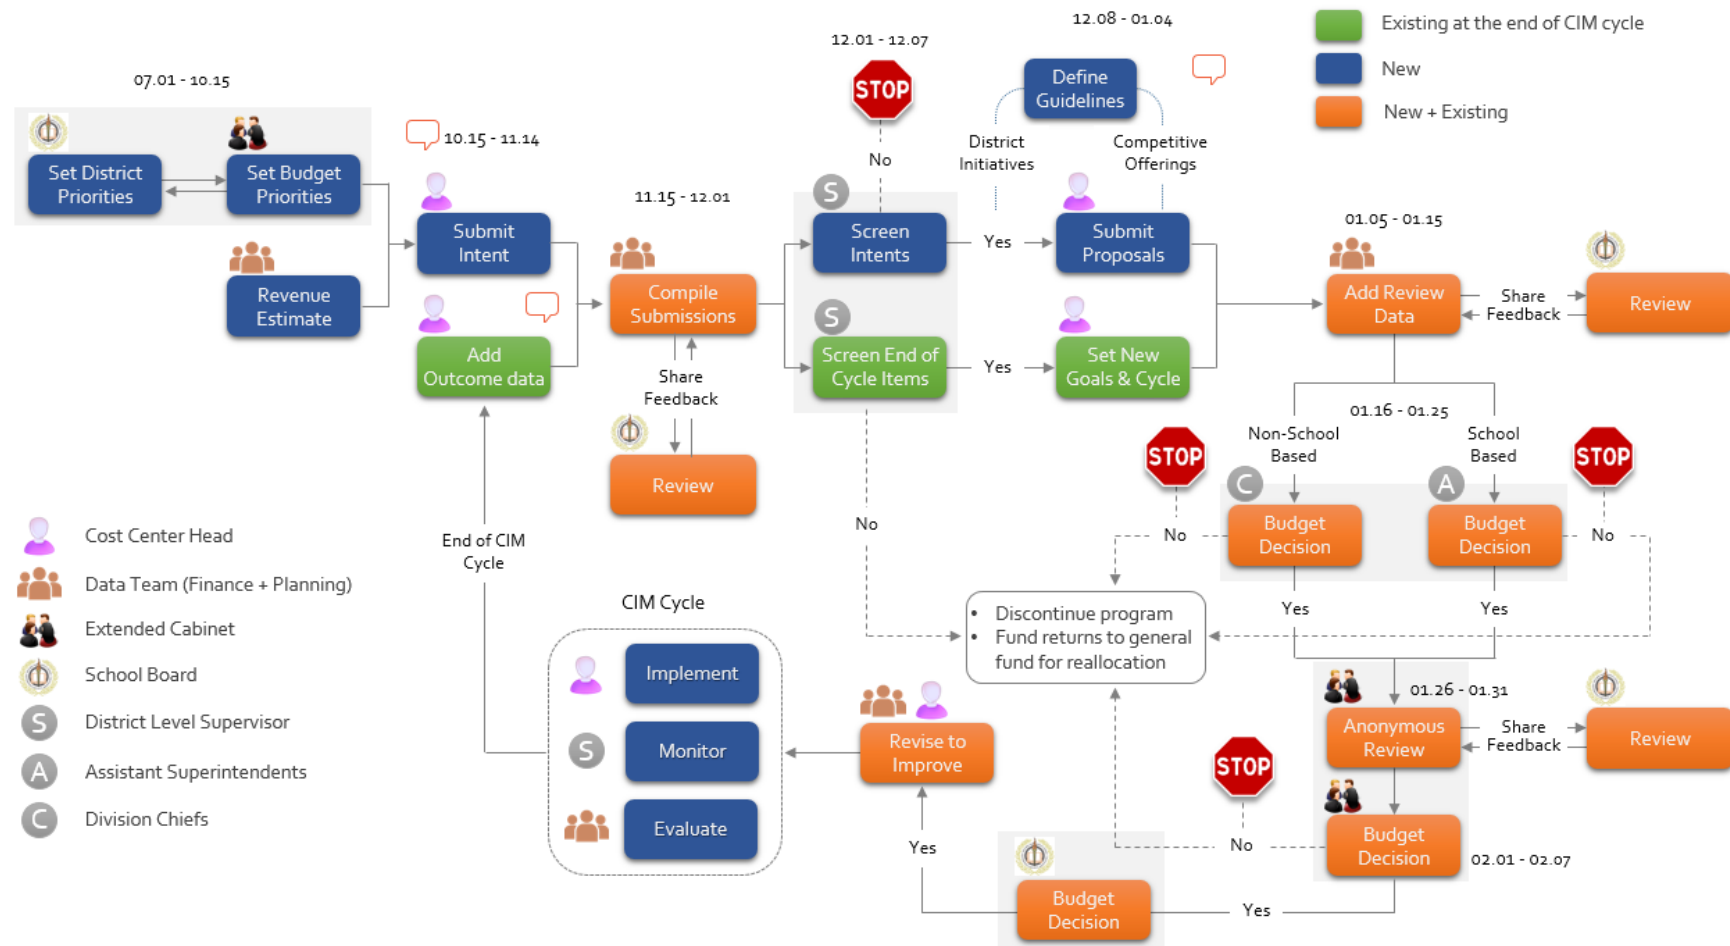 12.08 - 01.04
Existing at the end of CIM cycle
12.01 - 12.07
New
07.01 - 10.15
STOP
Define
Guidelines
New + Existing
10.15 - 11.14
District
Initiatives
Competitive
Offerings
No
Set District
Priorities
Set Budget
Priorities
11.15 - 12.01
S
Submit
Intent
Screen
Intents
Yes
Submit
Proposals
01.05 - 01.15
Revenue
Estimate
Compile
Submissions
Add Review
Data
Share
Feedback
Review
S
Add
Outcome data
Screen End of
Cycle Items
Yes
Set New
Goals & Cycle
Share
Feedback
01.16 - 01.25
Non-School
Based
School
Based
STOP
STOP
Review
C
A
No
Budget
Decision
Budget
Decision
No
No
Cost Center Head
End of CIM
Cycle
Data Team (Finance + Planning)
CIM Cycle
Yes
Yes
• Discontinue program
• Fund returns to general
fund for reallocation
Extended Cabinet
School Board
Implement
01.26 - 01.31
S
District Level Supervisor
S
Monitor
Revise to
Improve
Anonymous
Review
Share
Feedback
Review
A
Assistant Superintendents
STOP
C
Division Chiefs
Evaluate
Yes
No
Budget
Decision
02.01 - 02.07
Budget
Decision
Yes